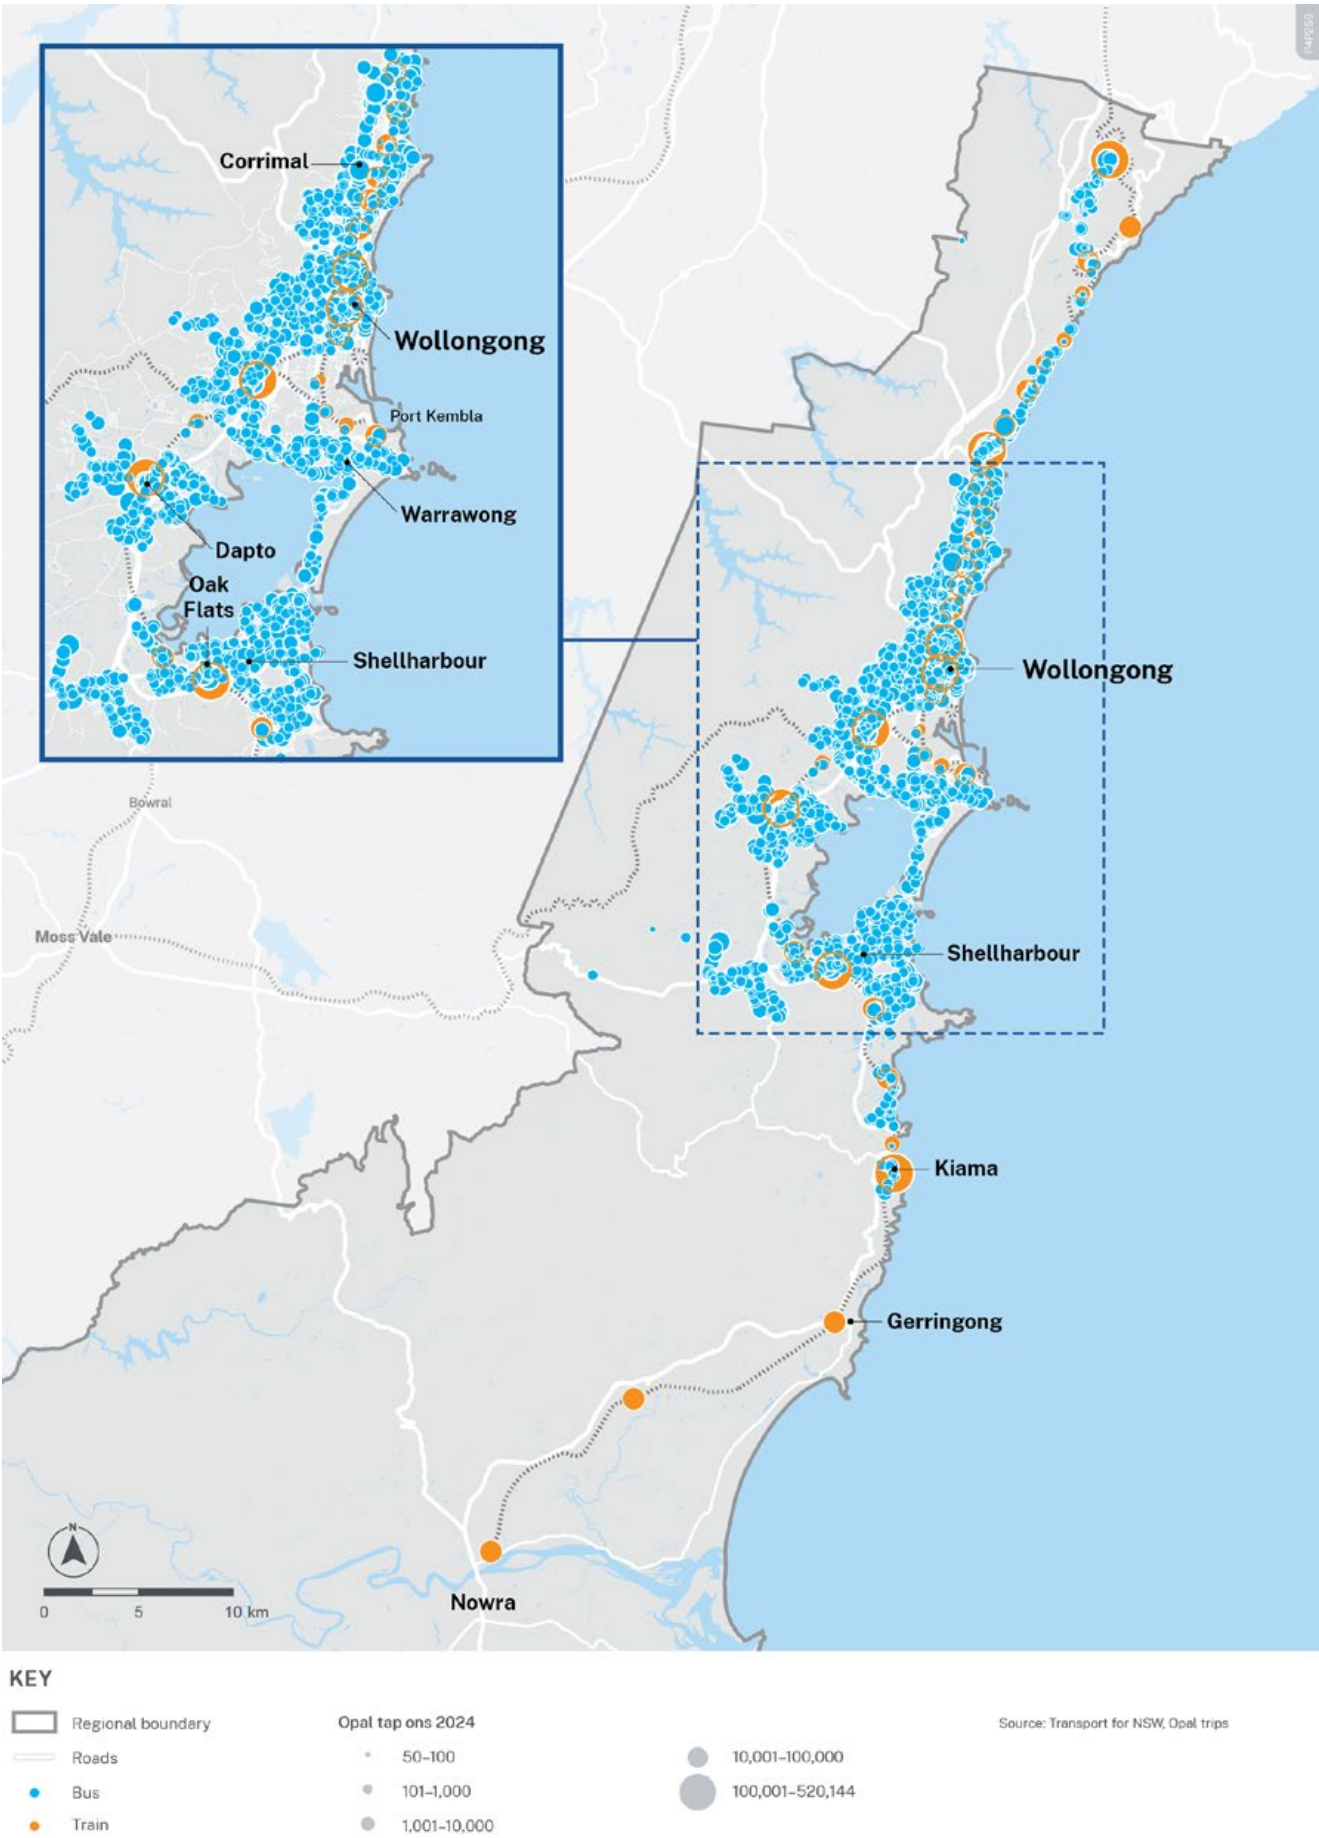 P4P259
Corrimal
Wollongong
Port Kembla
Warrawong
Dapto
Oak
Flats
Shellharbour
Wollongong
Bowral
Moss Vale
Shellharbour
Kiama
Gerringong
N
0 5 10 km
Nowra
KEY
Regional boundary
Roads
Bus
Train
Opal tap ons 2024
50–100
101–1,000
1,001–10,000
10,001–100,000
100,001–520,144
Source: Transport for NSW, Opal trips